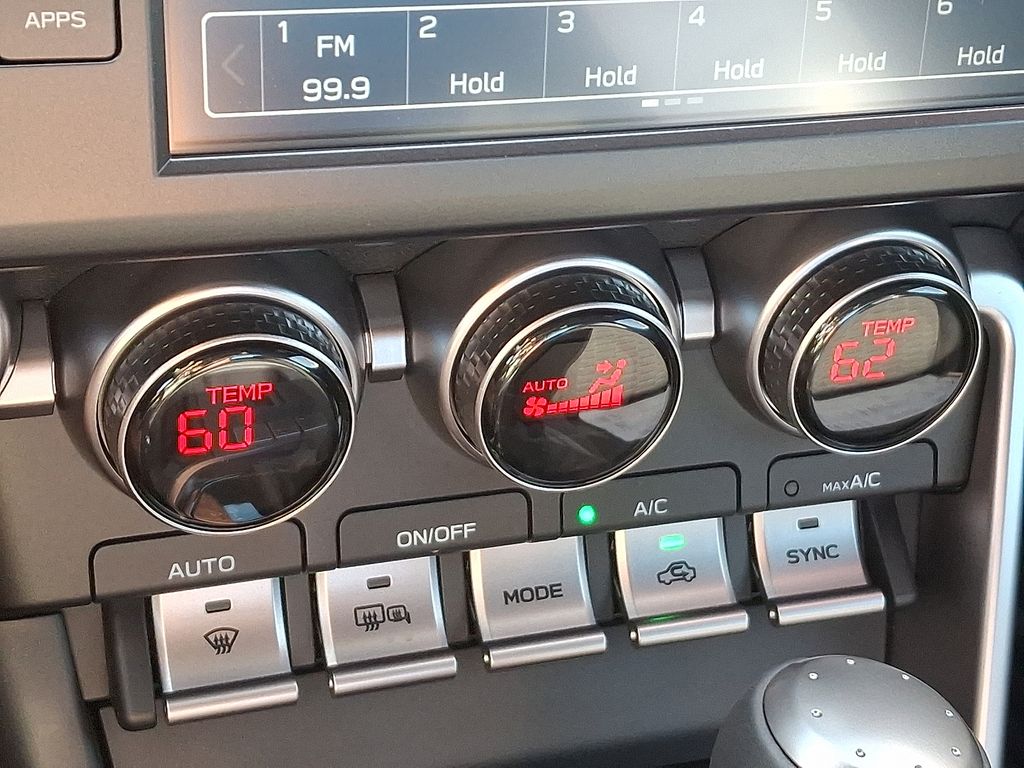 APPS
1 2 3 4 5 6
FM Hold Hold Hold Hold Hold
99.9
TEMP
60
AUTO
TEMP
62
AUTO
ON/OFF
A/C
MAX A/C
MODE
SYNC